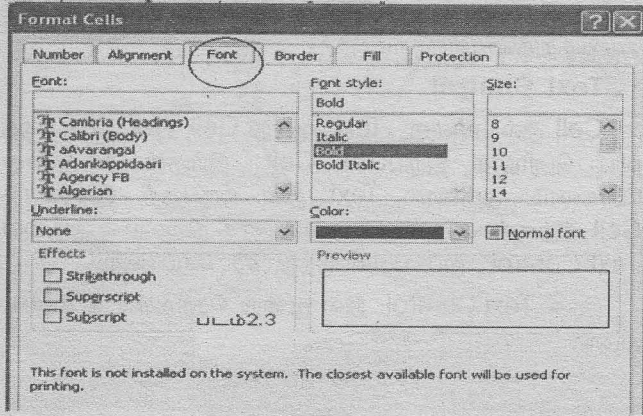 Format Cells
Number Alignment Font Border Fill Protection
Font: Font style: Size:
Bold
Cambria (Headings) Regular 8
Calibri (Body) Italic 9
aAvarangal Bold 10
Adankappidaari Bold Italic 11
Agency FB 12
Algerian 14
Underline: Color:
None Normal font
Effects Preview
Strikethrough
Superscript
Subscript படம்2.3
This font is not installed on the system. The closest available font will be used for
printing.